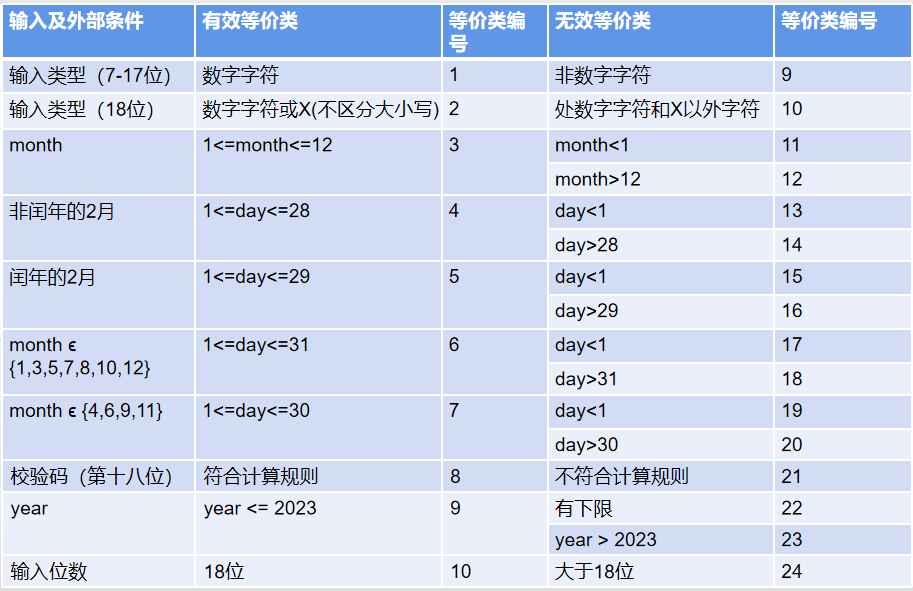 输入及外部条件 有效等价类 等价类编号 无效等价类 等价类编号
输入类型（7-17位） 数字字符 1 非数字字符 9
输入类型（18位） 数字字符或X(不区分大小写) 2 处数字字符和X以外字符 10
month 1<=month<=12 3 month<1 11
month>12 12
非闰年的2月 1<=day<=28 4 day<1 13
day>28 14
闰年的2月 1<=day<=29 5 day<1 15
day>29 16
month ϵ {1,3,5,7,8,10,12} 1<=day<=31 6 day<1 17
day>31 18
month ϵ {4,6,9,11} 1<=day<=30 7 day<1 19
day>30 20
校验码（第十八位） 符合计算规则 8 不符合计算规则 21
year year <= 2023 9 有下限 22
year > 2023 23
输入位数 18位 10 大于18位 24